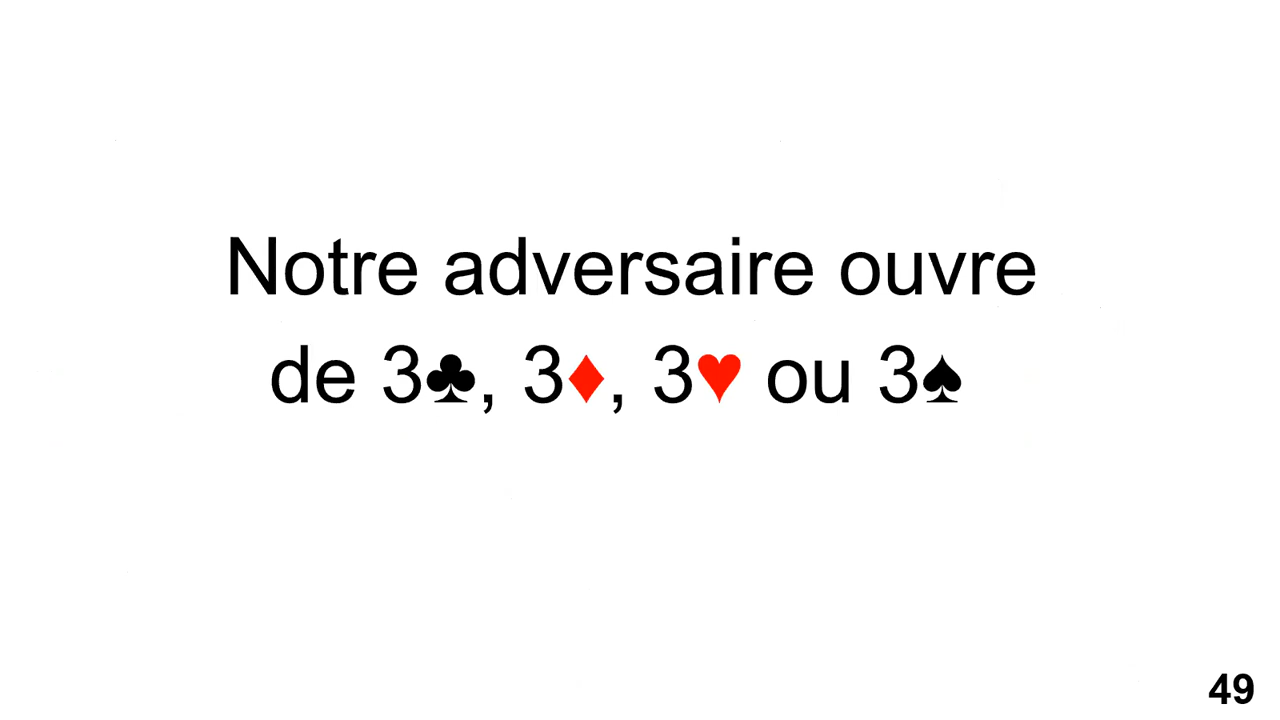 Notre adversaire ouvre
de 3♣, 3♦, 3♥ ou 3♠
49